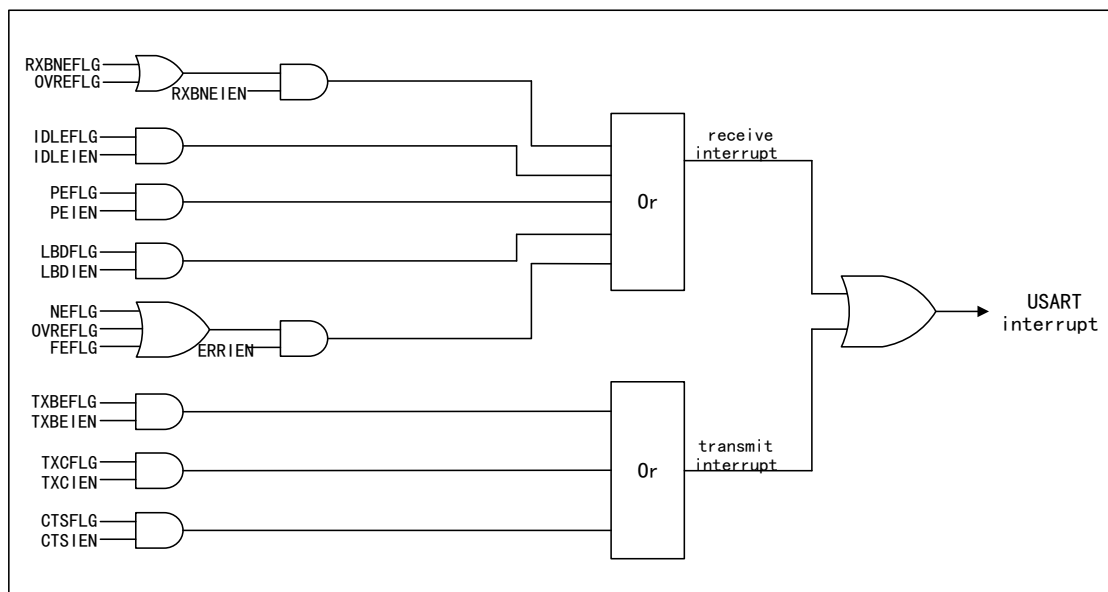 RXBNEFLG
OVREFLG
RXBNEIEN
IDLEFLG
IDLEIEN
PEFLG
PEIEN
LBDFLG
LBDIEN
NEFLG
OVREFLG
FEFLG
ERRIEN
TXBEFLG
TXBEIEN
TXCFLG
TXCIEN
CTSFLG
CTSIEN
Or
Or
receive
interrupt
transmit
interrupt
USART
interrupt